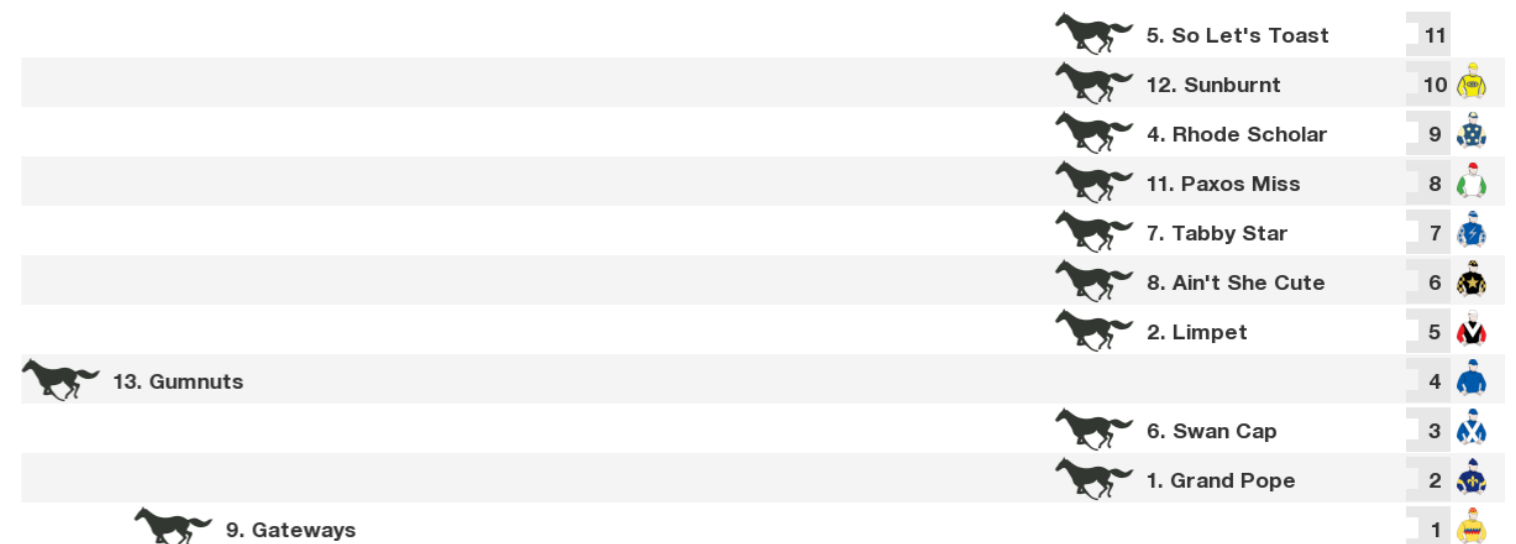 5. So Let's Toast 11
12. Sunburnt 10
4. Rhode Scholar 9
11. Paxos Miss 8
7. Tabby Star 7
8. Ain't She Cute 6
2. Limpet 5
13. Gumnuts 4
6. Swan Cap 3
1. Grand Pope 2
9. Gateways 1